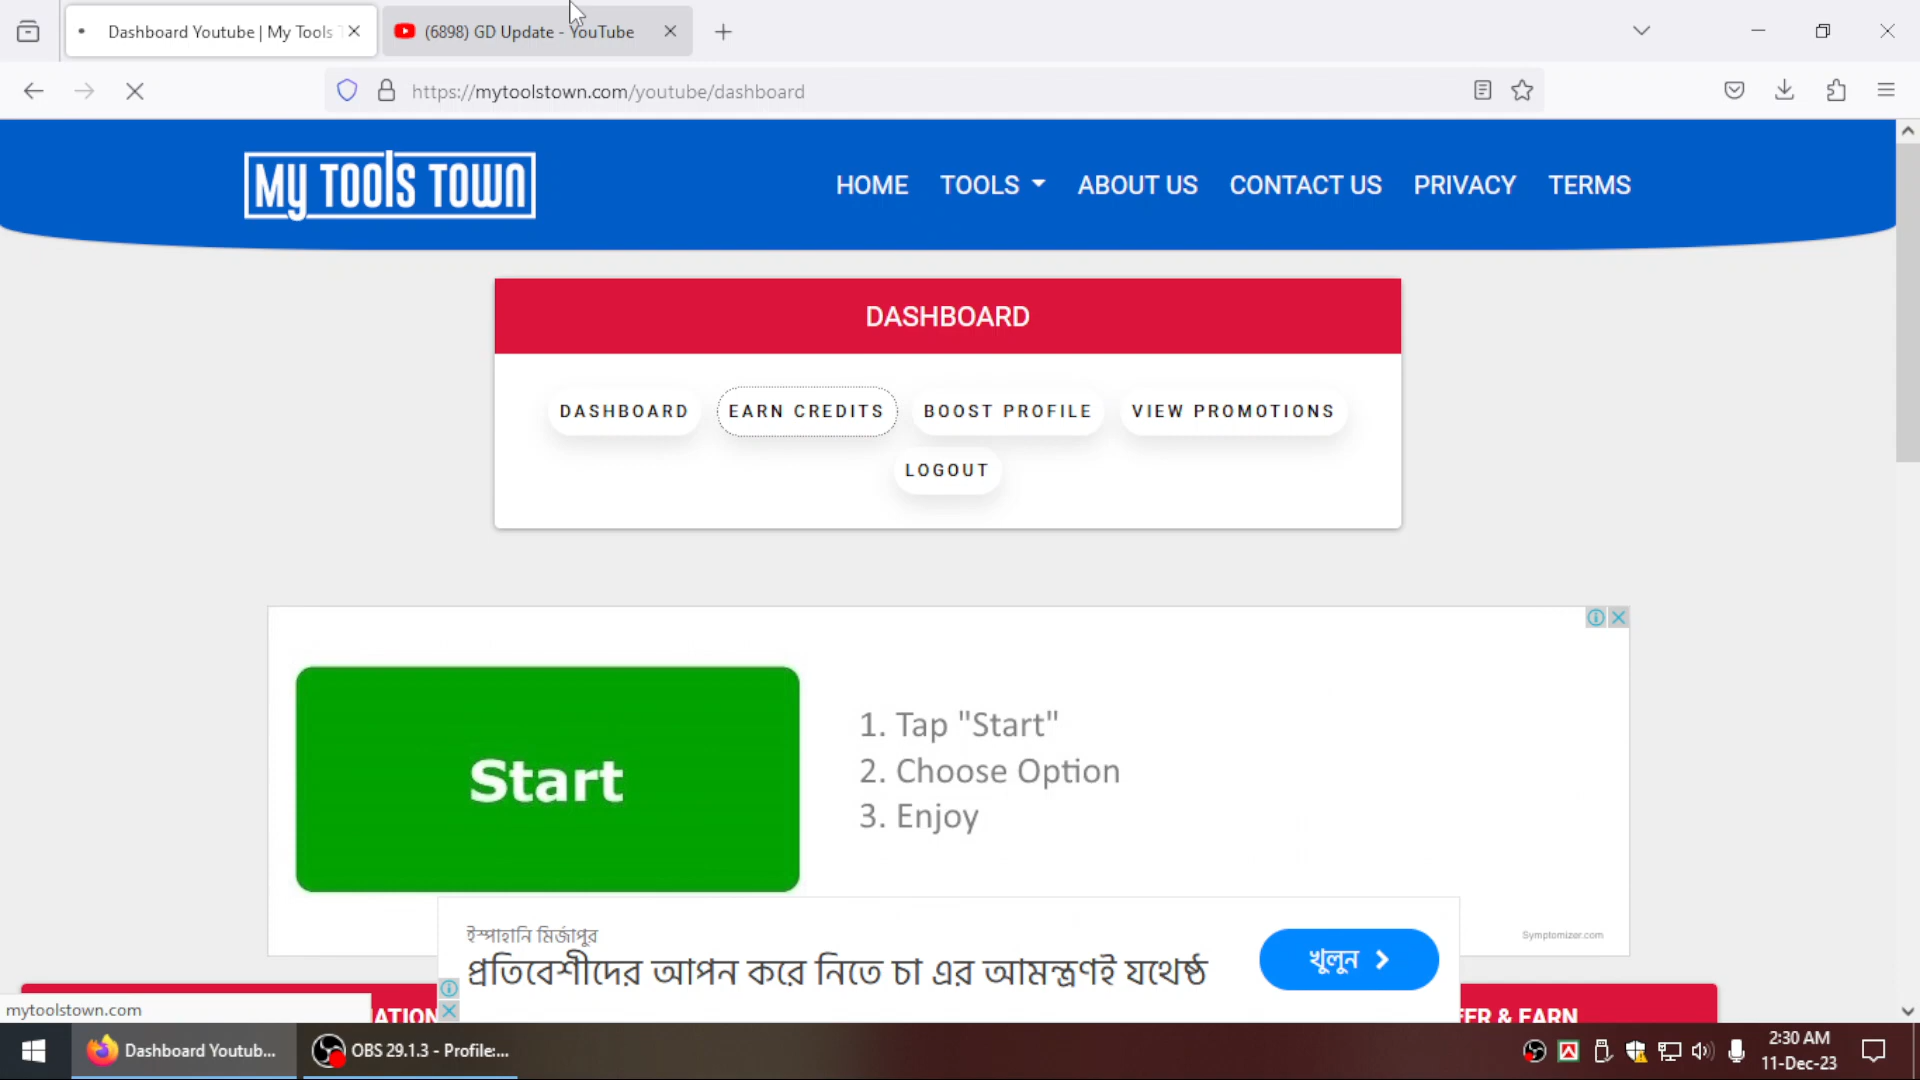 Dashboard Youtube | My Tools
(6898) GD Update - YouTube
https://mytoolstown.com/youtube/dashboard
My TOOLS TOWN
HOME TOOLS ABOUT US CONTACT US PRIVACY TERMS
DASHBOARD
DASHBOARD EARN CREDITS BOOST PROFILE VIEW PROMOTIONS
LOGOUT
Start
1. Tap "Start"
2. Choose Option
3. Enjoy
Symptomizer.com
ইস্পাহানি মির্জাপুর
প্রতিবেশীদের আপন করে নিতে চা এর আমন্ত্রণই যথেষ্ঠ
খুলুন
mytoolstown.com
& EARN
Dashboard Youtub...
OBS 29.1.3 - Profile:...
2:30 AM
11-Dec-23